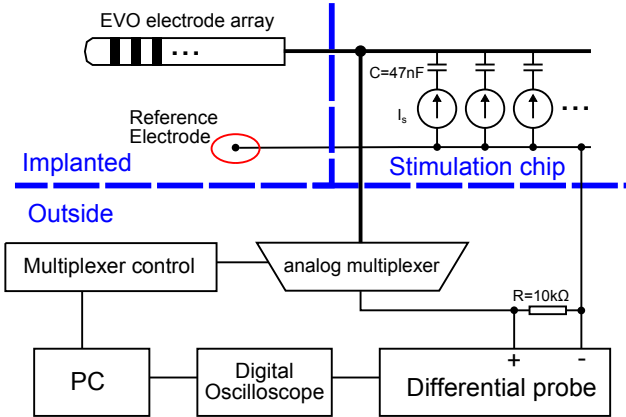 EVO electrode array
C=47nF
Is
Reference
Electrode
Implanted
Stimulation chip
Outside
Multiplexer control
analog multiplexer
R=10kΩ
+
-
PC
Digital
Oscilloscope
Differential probe